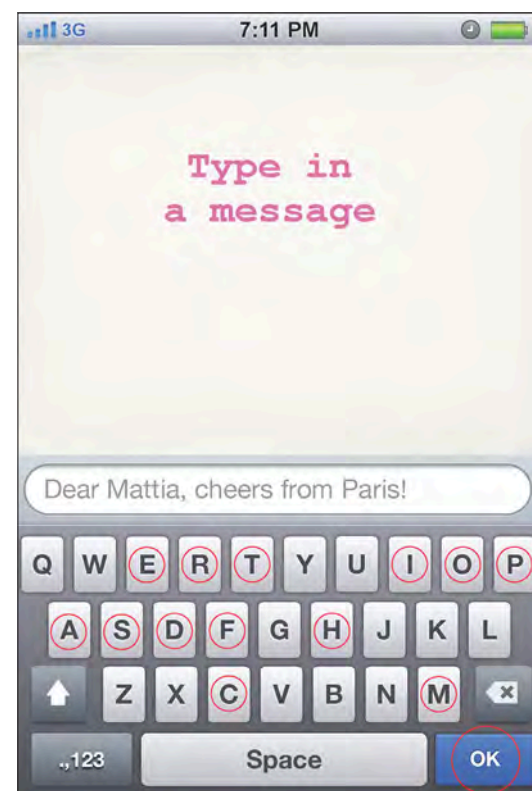 3G 7:11 PM
Type in
a message
Dear Mattia, cheers from Paris!
Q W E R T Y U I O P
A S D F G H J K L
Z X C V B N M
.,123 Space OK